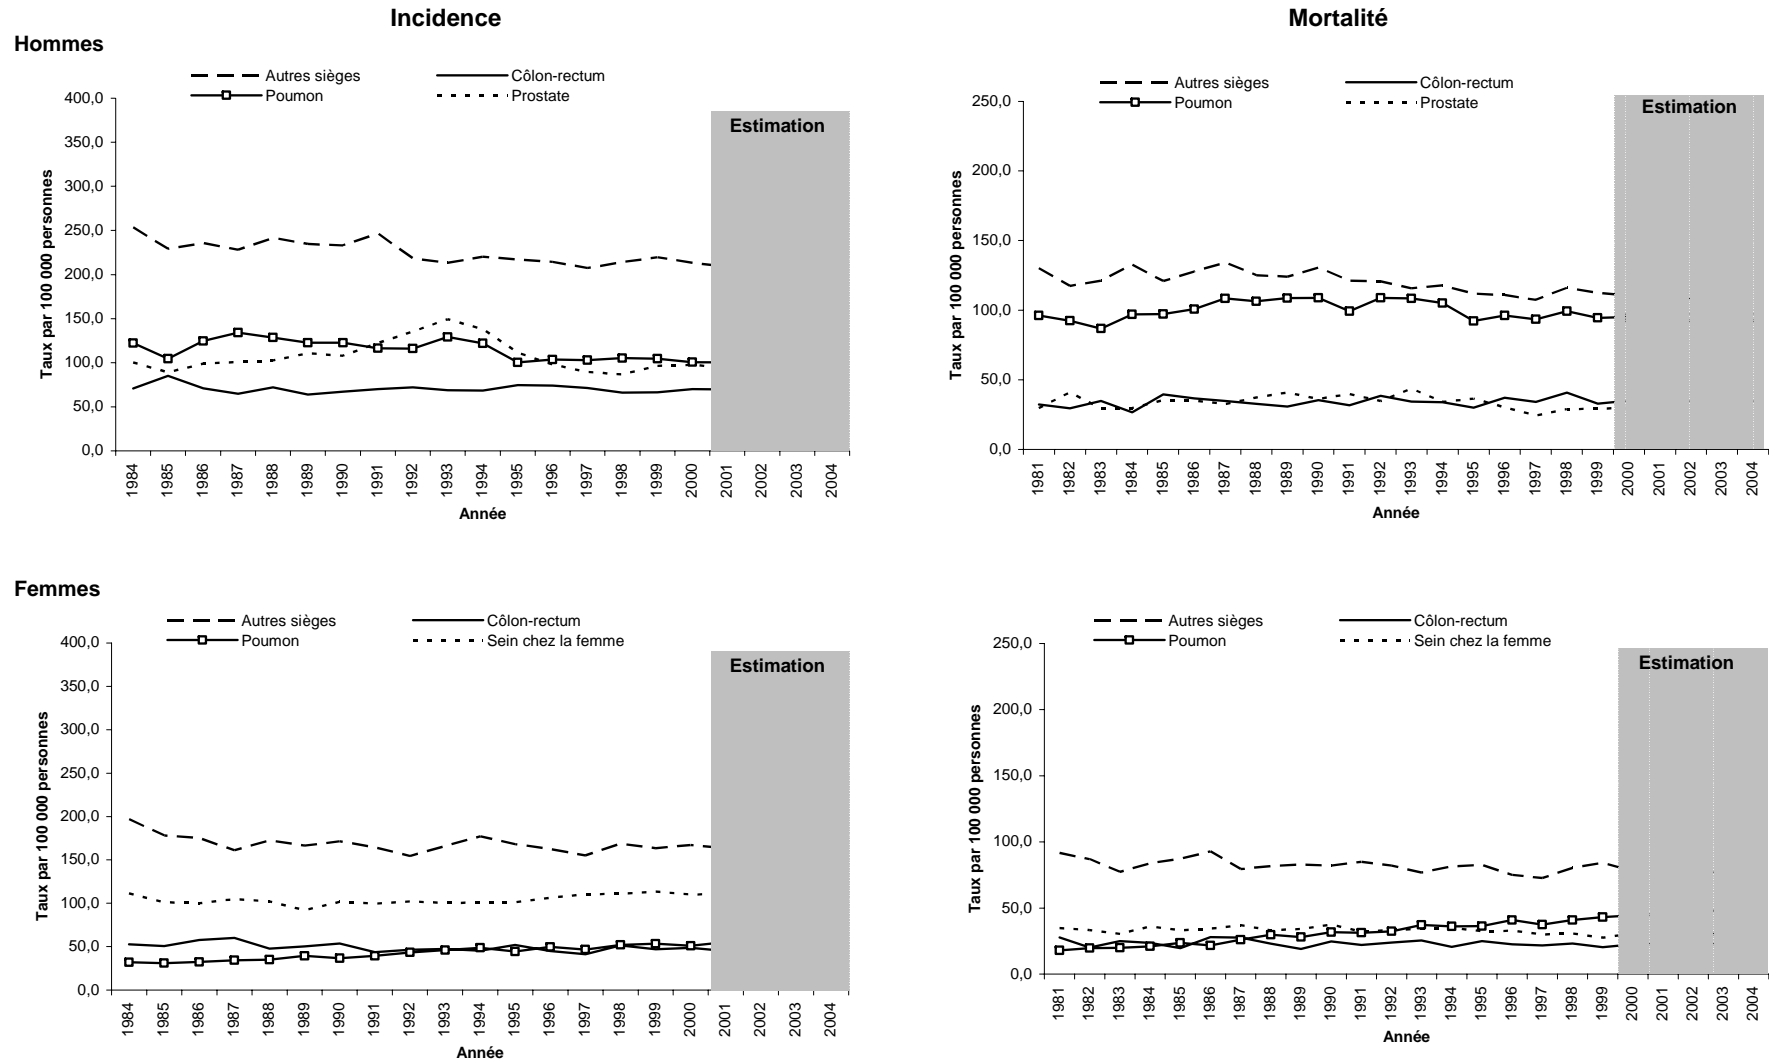 Incidence
Mortalité
Hommes
Autres sièges
Côlon-rectum
Poumon
Prostate
400,0
350,0
300,0
250,0
200,0
150,0
100,0
50,0
0,0
Taux par 100 000 personnes
Estimation
1984 1985 1986 1987 1988 1989 1990 1991 1992 1993 1994 1995 1996 1997 1998 1999 2000 2001 2002 2003 2004
Année
Autres sièges
Côlon-rectum
Poumon
Prostate
250,0
200,0
150,0
100,0
50,0
0,0
Taux par 100 000 personnes
Estimation
1981 1982 1983 1984 1985 1986 1987 1988 1989 1990 1991 1992 1993 1994 1995 1996 1997 1998 1999 2000 2001 2002 2003 2004
Année
Femmes
Autres sièges
Côlon-rectum
Poumon
Sein chez la femme
400,0
350,0
300,0
250,0
200,0
150,0
100,0
50,0
0,0
Taux par 100 000 personnes
Estimation
1984 1985 1986 1987 1988 1989 1990 1991 1992 1993 1994 1995 1996 1997 1998 1999 2000 2001 2002 2003 2004
Année
Autres sièges
Côlon-rectum
Poumon
Sein chez la femme
250,0
200,0
150,0
100,0
50,0
0,0
Taux par 100 000 personnes
Estimation
1981 1982 1983 1984 1985 1986 1987 1988 1989 1990 1991 1992 1993 1994 1995 1996 1997 1998 1999 2000 2001 2002 2003 2004
Année